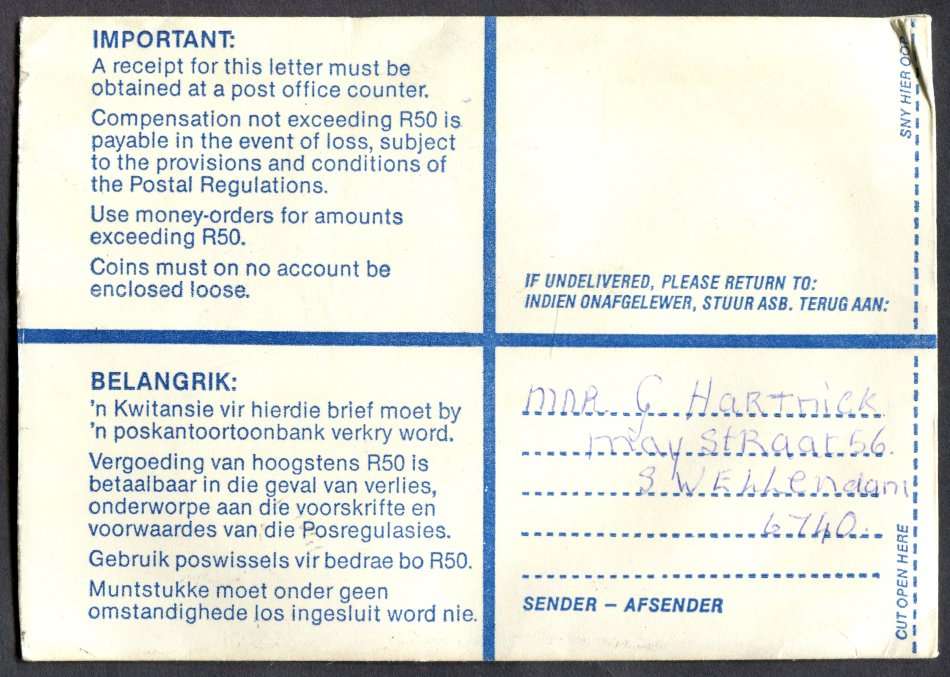 IMPORTANT:
A receipt for this letter must be
obtained at a post office counter.
Compensation not exceeding R50 is
payable in the event of loss, subject
to the provisions and conditions of
the Postal Regulations.
Use money-orders for amounts
exceeding R50.
Coins must on no account be
enclosed loose.
IF UNDELIVERED, PLEASE RETURN TO:
INDIEN ONAFGELEWER, STUUR ASB. TERUG AAN:
SNY HIER OOP
BELANGRIK:
'n Kwitansie vir hierdie brief moet by
'n poskantoortoonbank verkry word.
Vergoeding van hoogstens R50 is
betaalbaar in die geval van verlies,
onderworpe aan die voorskrifte en
voorwaardes van die Posregulasies.
Gebruik poswissels vir bedrae bo R50.
Muntstukke moet onder geen
omstandighede los ingesluit word nie.
MNR. G HARTNICK
MAY STRAAT 56.
SWELLENDAM
6740.
SENDER – AFSENDER
CUT OPEN HERE